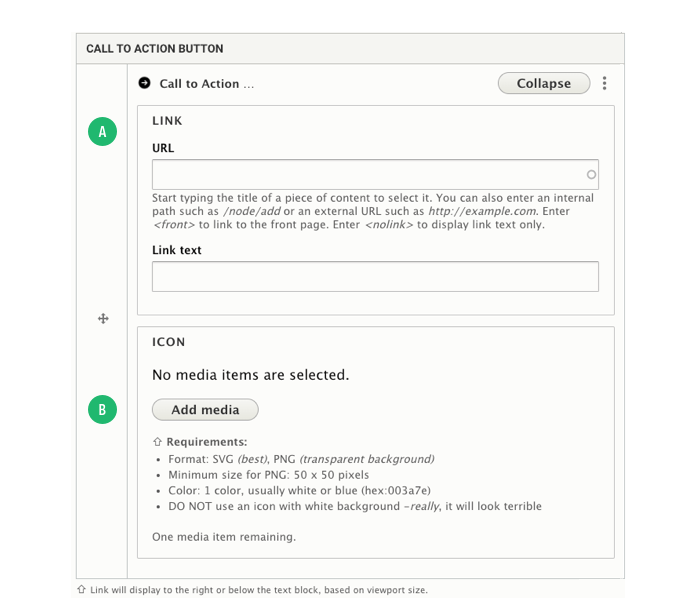 CALL TO ACTION BUTTON
Call to Action ...
Collapse
A
LINK
URL
Start typing the title of a piece of content to select it. You can also enter an internal
path such as /node/add or an external URL such as http://example.com. Enter
<front> to link to the front page. Enter <nolink> to display link text only.
Link text
ICON
No media items are selected.
B
Add media
Requirements:
• Format: SVG (best), PNG (transparent background)
• Minimum size for PNG: 50 x 50 pixels
• Color: 1 color, usually white or blue (hex:003a7e)
• DO NOT use an icon with white background –really, it will look terrible
One media item remaining.
Link will display to the right or below the text block, based on viewport size.